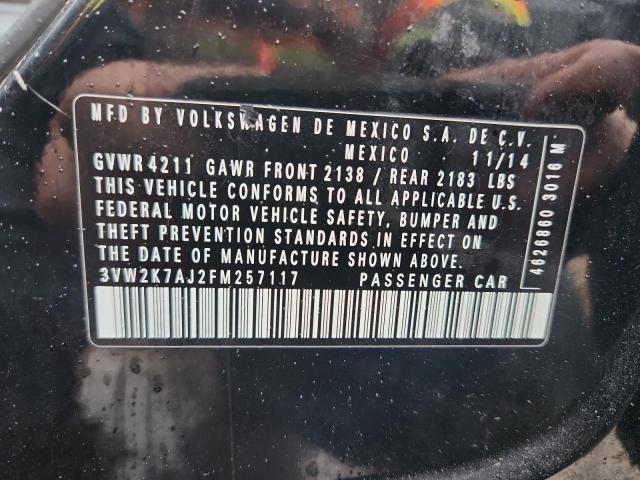 MFD BY VOLKSWAGEN DE MEXICO S.A. DE C.V.
MEXICO 11/14
GVWR 4211 GAWR FRONT 2138 / REAR 2183 LBS
THIS VEHICLE CONFORMS TO ALL APPLICABLE U.S.
FEDERAL MOTOR VEHICLE SAFETY, BUMPER AND
THEFT PREVENTION STANDARDS IN EFFECT ON
THE DATE OF MANUFACTURE SHOWN ABOVE.
3VW2K7AJ2FM257117 PASSENGER CAR
4626860 3016 M